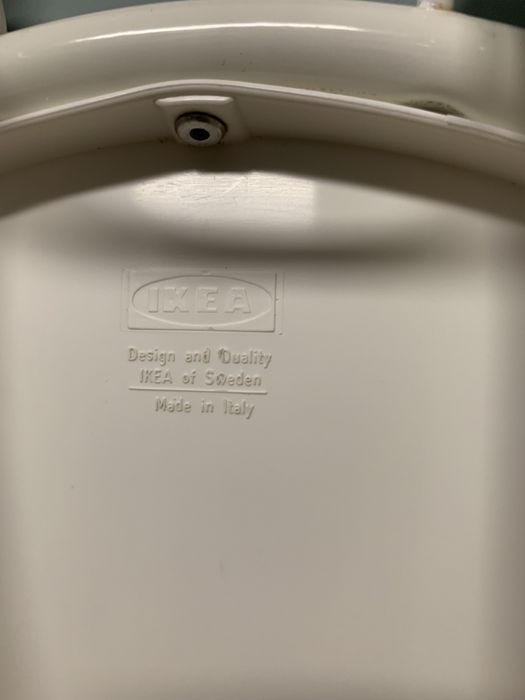 IKEA
Design and Quality
IKEA of Sweden
Made in Italy